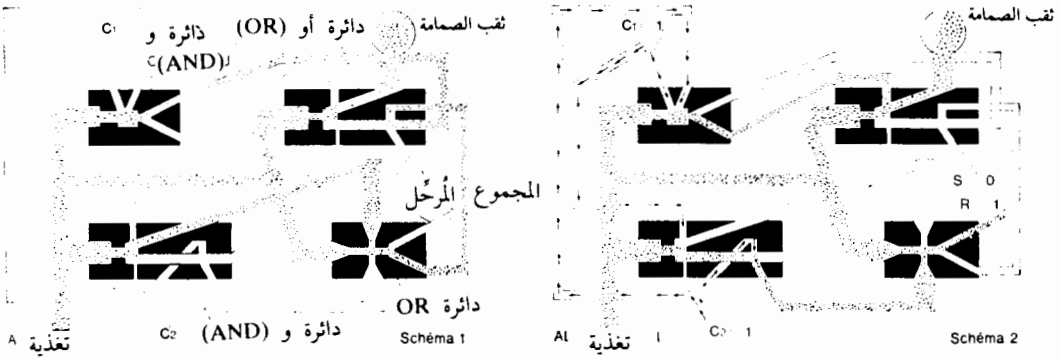 ثقب الصمامة
دائرة أو (OR)
دائرة و
C₁
(AND)
المجموع المُرحَّل
دائرة OR
دائرة و (AND) C₂
Schéma 1
A تغذية
ثقب الصمامة
C₁ 1
S 0
R 1
C₂ 1
AL تغذية
Schéma 2